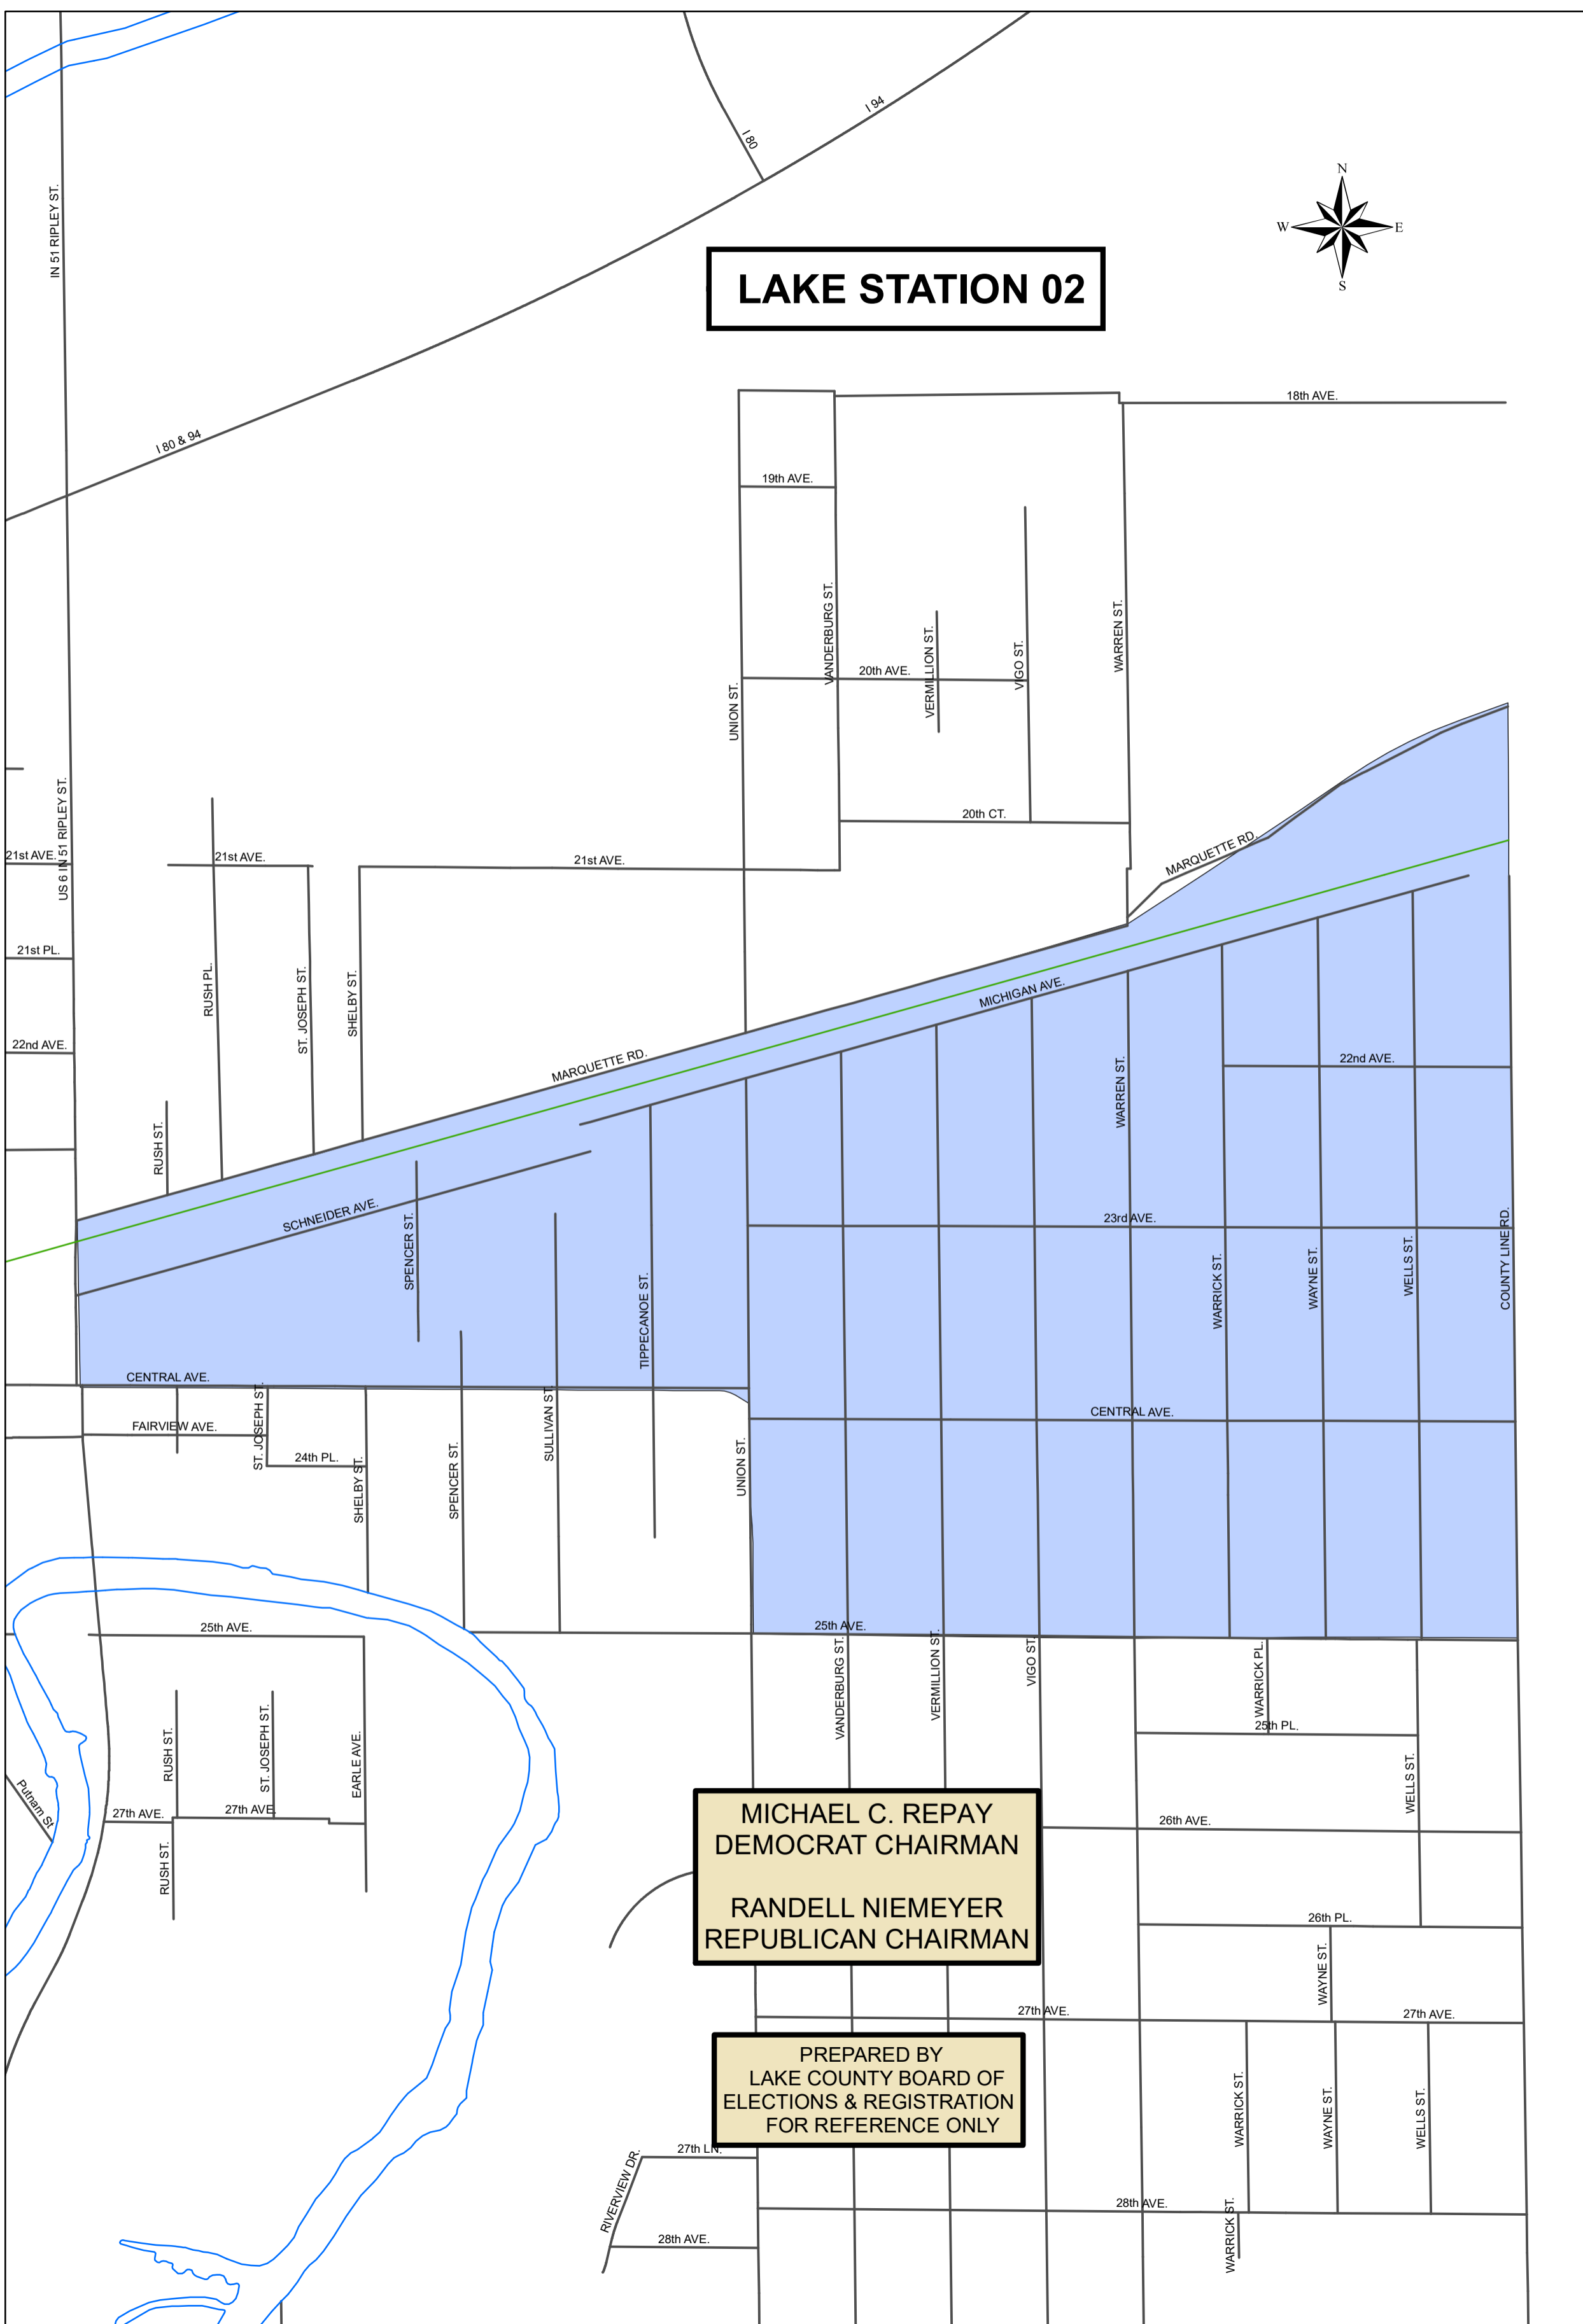 I 94
I 80
IN 51 RIPLEY ST.
N
W
E
S
LAKE STATION 02
18th AVE.
I 80 & 94
19th AVE.
VANDERBURG ST.
VERMILLION ST.
VIGO ST.
WARREN ST.
20th AVE.
UNION ST.
20th CT.
US 6 IN 51 RIPLEY ST.
21st AVE.
21st AVE.
21st AVE.
MARQUETTE RD.
21st PL.
RUSH PL.
ST. JOSEPH ST.
SHELBY ST.
MICHIGAN AVE.
22nd AVE.
MARQUETTE RD.
WARREN ST.
22nd AVE.
RUSH ST.
SCHNEIDER AVE.
SPENCER ST.
23rd AVE.
TIPPECANOE ST.
WARRICK ST.
WAYNE ST.
WELLS ST.
COUNTY LINE RD.
CENTRAL AVE.
FAIRVIEW AVE.
ST. JOSEPH ST.
24th PL.
SHELBY ST.
SPENCER ST.
SULLIVAN ST.
UNION ST.
CENTRAL AVE.
25th AVE.
25th AVE.
VANDERBURG ST.
VERMILLION ST.
VIGO ST.
WARRICK PL.
25th PL.
RUSH ST.
ST. JOSEPH ST.
EARLE AVE.
WELLS ST.
Putnam St
27th AVE.
27th AVE.
RUSH ST.
26th AVE.
MICHAEL C. REPAY
DEMOCRAT CHAIRMAN
RANDELL NIEMEYER
REPUBLICAN CHAIRMAN
26th PL.
WAYNE ST.
27th AVE.
27th AVE.
PREPARED BY
LAKE COUNTY BOARD OF
ELECTIONS & REGISTRATION
FOR REFERENCE ONLY
WARRICK ST.
WAYNE ST.
WELLS ST.
27th LN.
RIVERVIEW DR.
28th AVE.
28th AVE.
WARRICK ST.